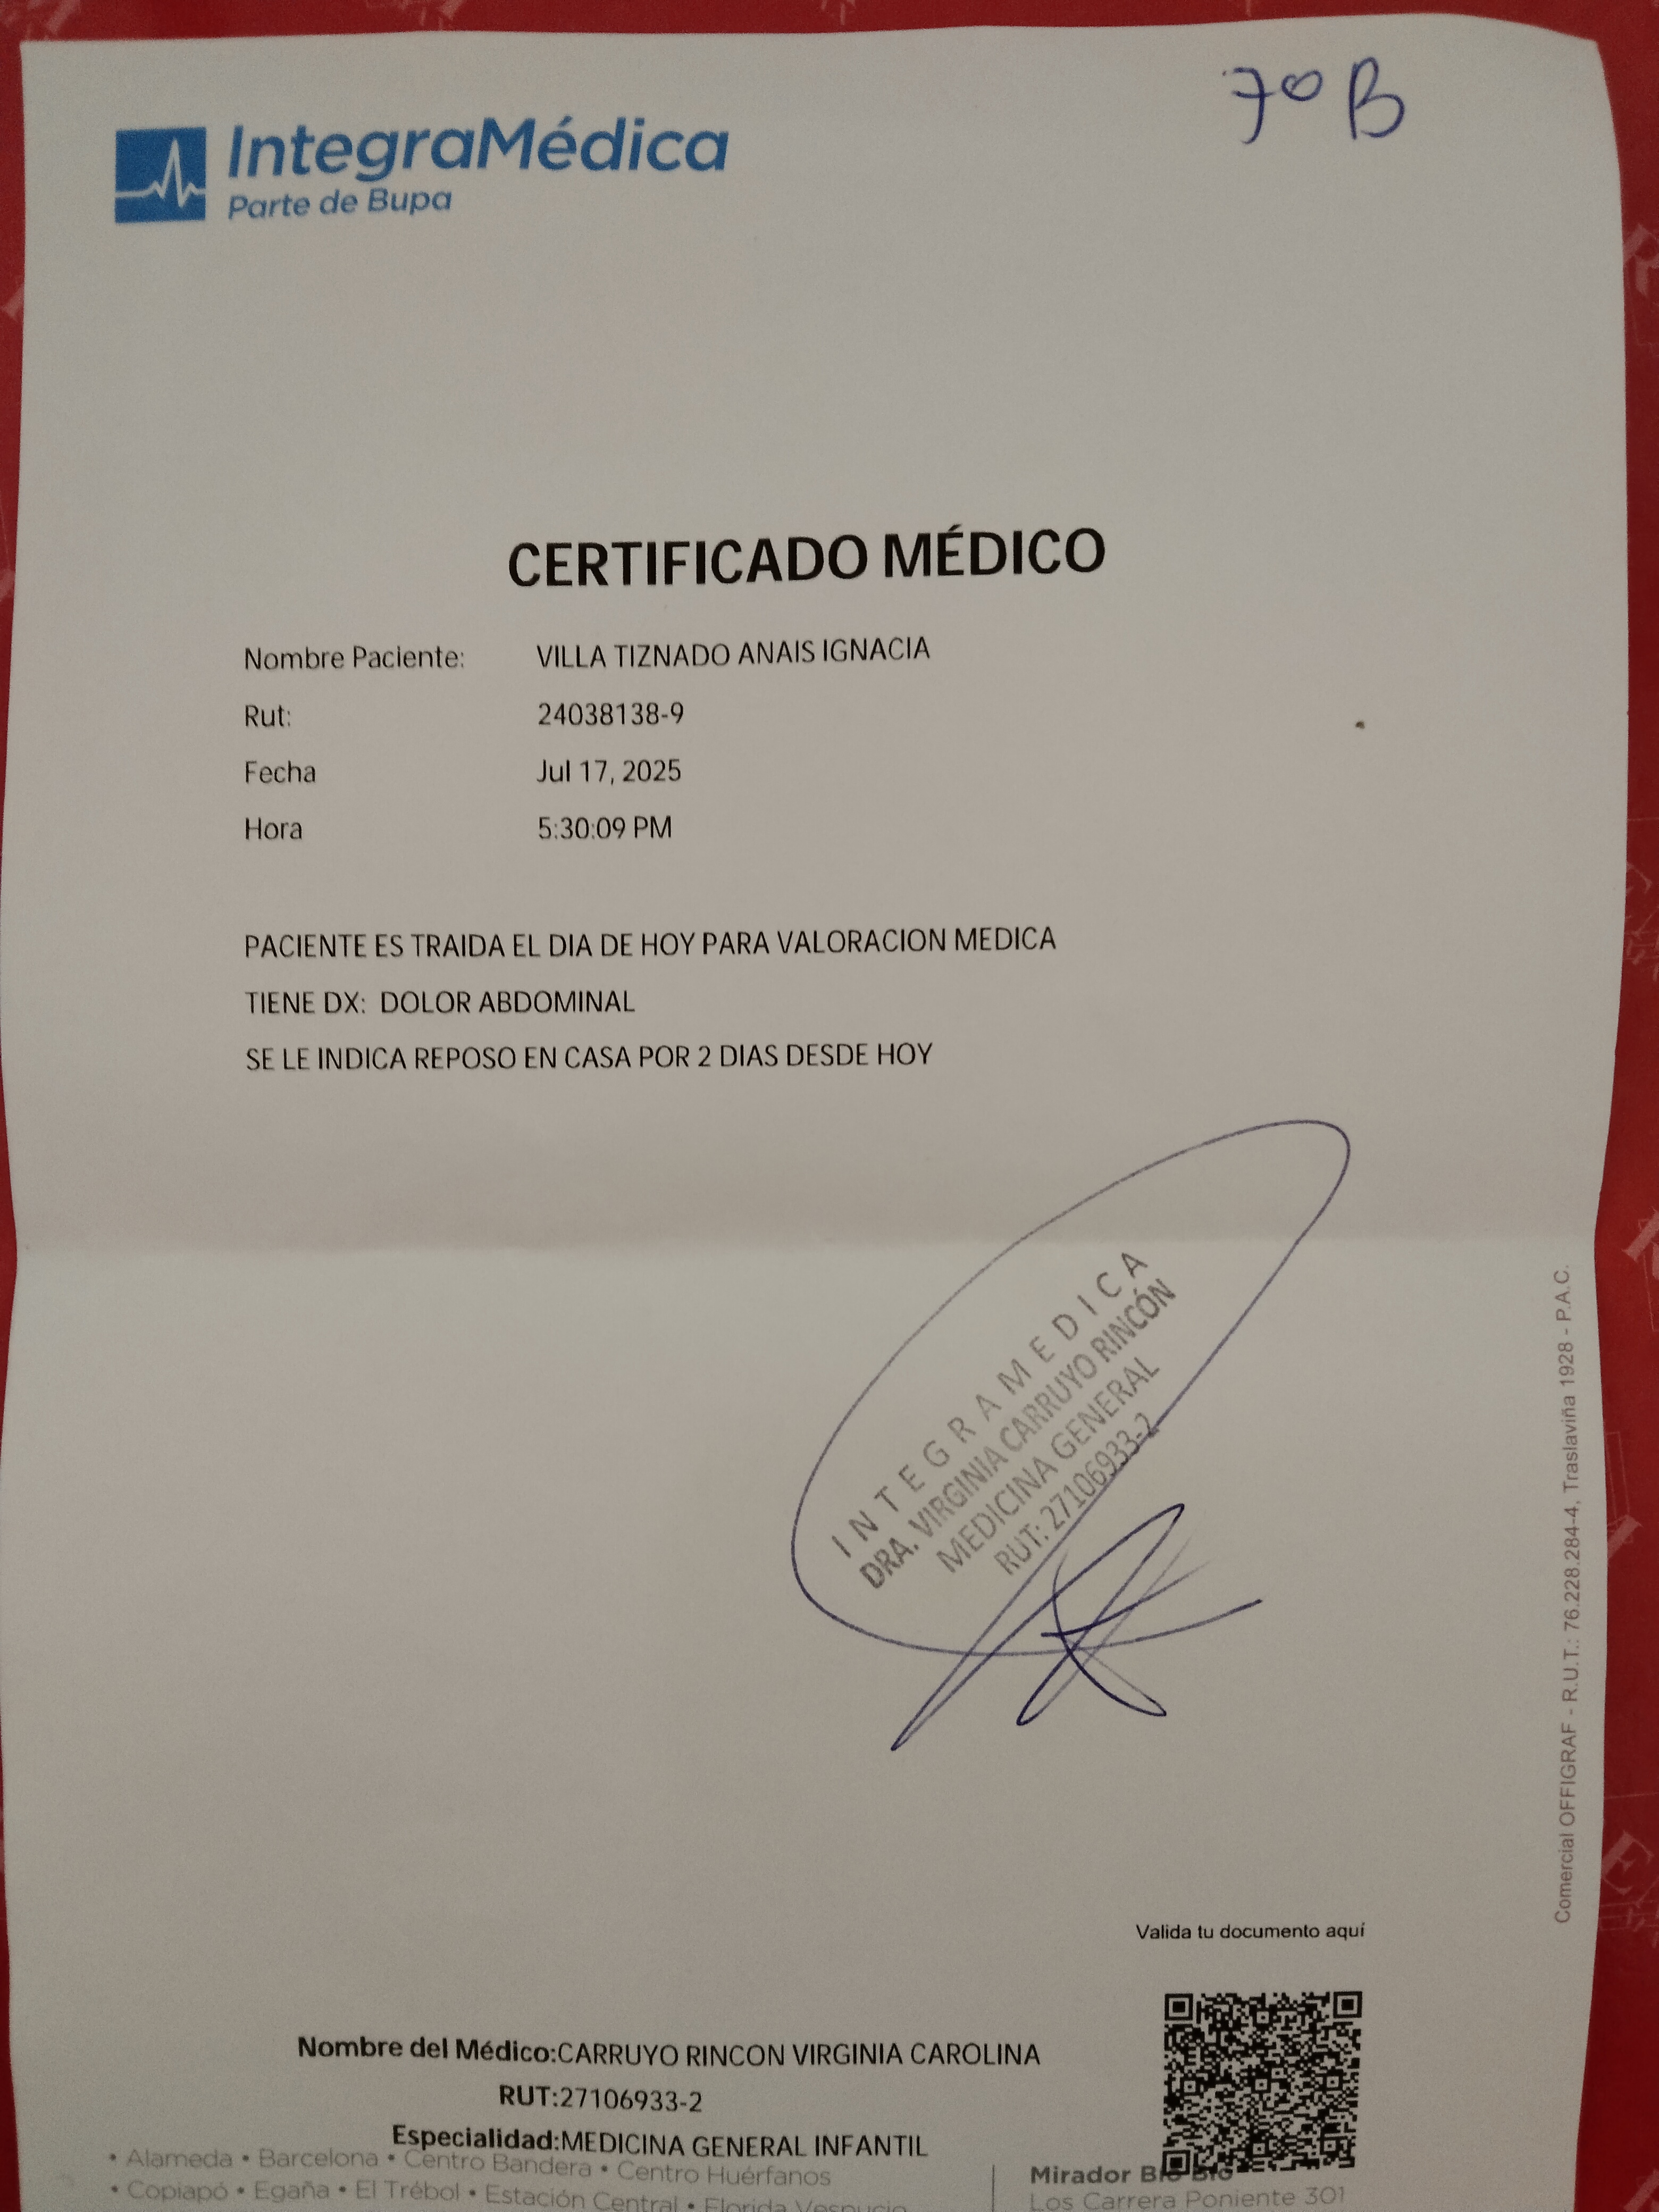 7° B
IntegraMédica
Parte de Bupa
CERTIFICADO MÉDICO
Nombre Paciente: VILLA TIZNADO ANAIS IGNACIA
Rut: 24038138-9
Fecha Jul 17, 2025
Hora 5:30:09 PM
PACIENTE ES TRAIDA EL DIA DE HOY PARA VALORACION MEDICA
TIENE DX: DOLOR ABDOMINAL
SE LE INDICA REPOSO EN CASA POR 2 DIAS DESDE HOY
INTEGRAMEDICA
DRA. VIRGINIA CARRUYO RINCÓN
MEDICINA GENERAL
RUT: 27106933-2
Comercial OFFIGRAF - R.U.T.: 76.228.284-4, Traslaviña 1928 - P.A.C.
Valida tu documento aquí
Nombre del Médico:CARRUYO RINCON VIRGINIA CAROLINA
RUT:27106933-2
Especialidad:MEDICINA GENERAL INFANTIL
• Alameda • Barcelona • Centro Bandera • Centro Huérfanos
• Copiapó • Egaña • El Trébol • Estación Central • Florida Vespucio
Mirador Bío Bío
Los Carrera Poniente 301